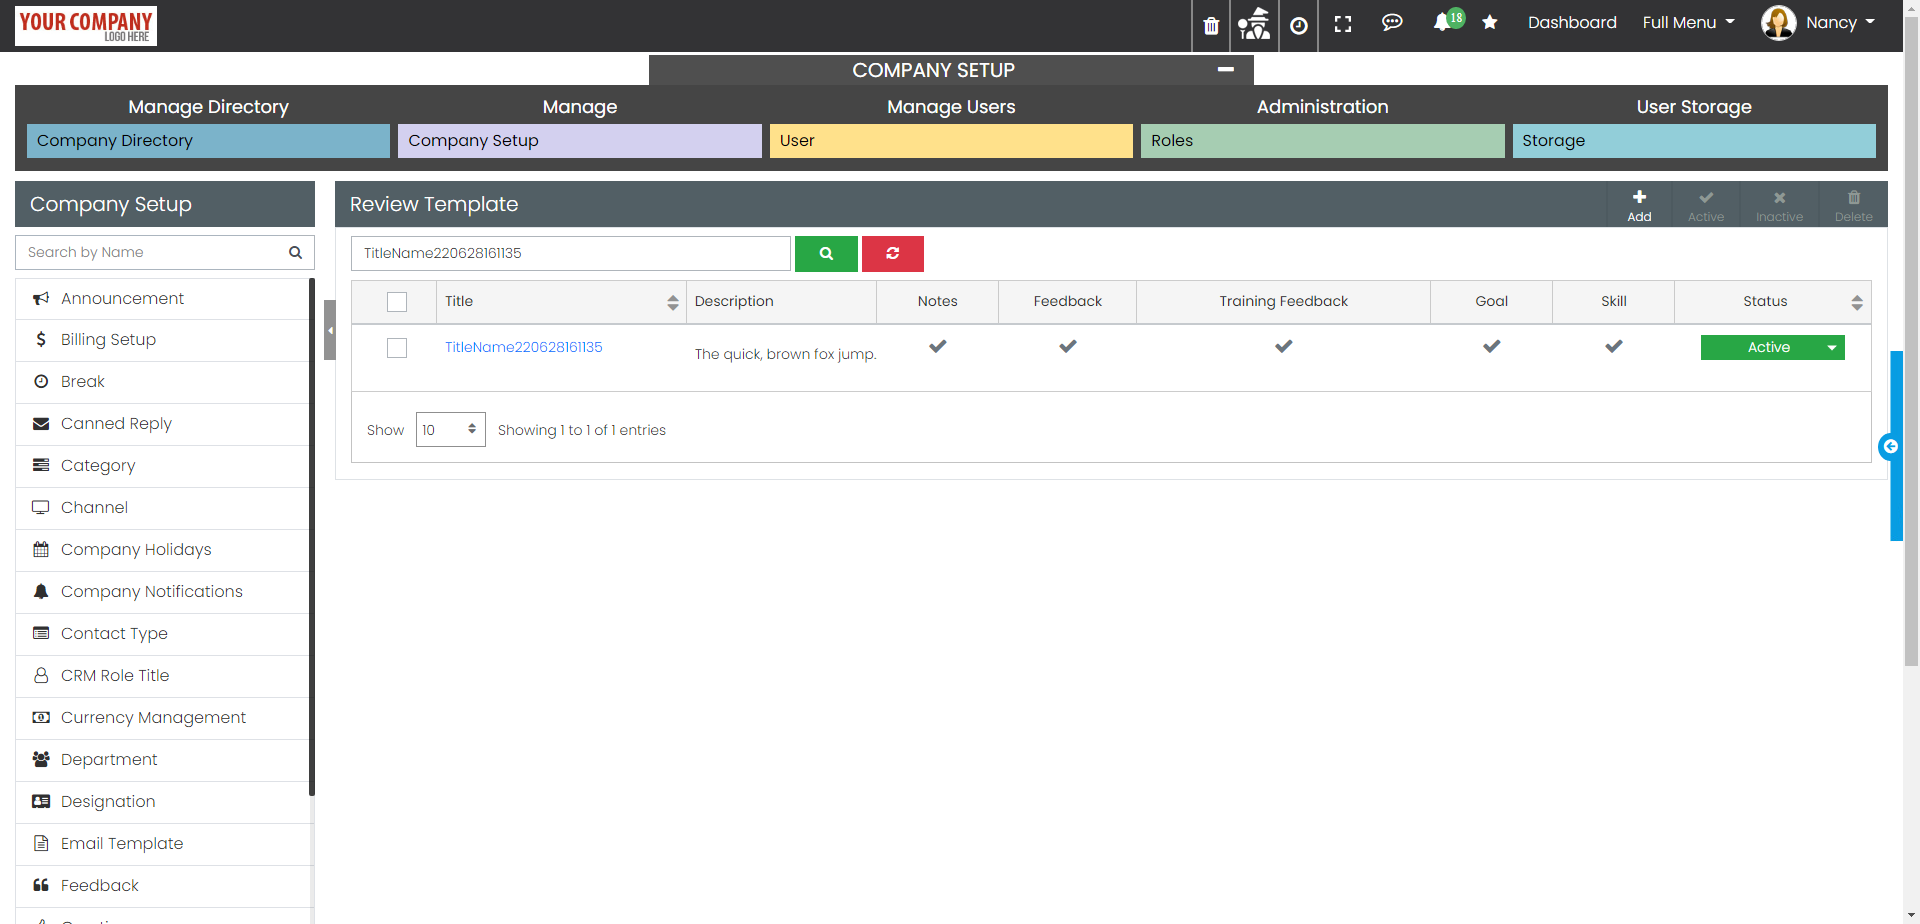 YOUR COMPANY
LOGO HERE
18
Dashboard
Full Menu
Nancy
COMPANY SETUP
Manage Directory
Manage
Manage Users
Administration
User Storage
Company Directory
Company Setup
User
Roles
Storage
Company Setup
Search by Name
Announcement
Billing Setup
Break
Canned Reply
Category
Channel
Company Holidays
Company Notifications
Contact Type
CRM Role Title
Currency Management
Department
Designation
Email Template
Feedback
Review Template
Add
Active
Inactive
Delete
TitleName220628161135
Title
Description
Notes
Feedback
Training Feedback
Goal
Skill
Status
TitleName220628161135
The quick, brown fox jump.
Active
Show
10
Showing 1 to 1 of 1 entries